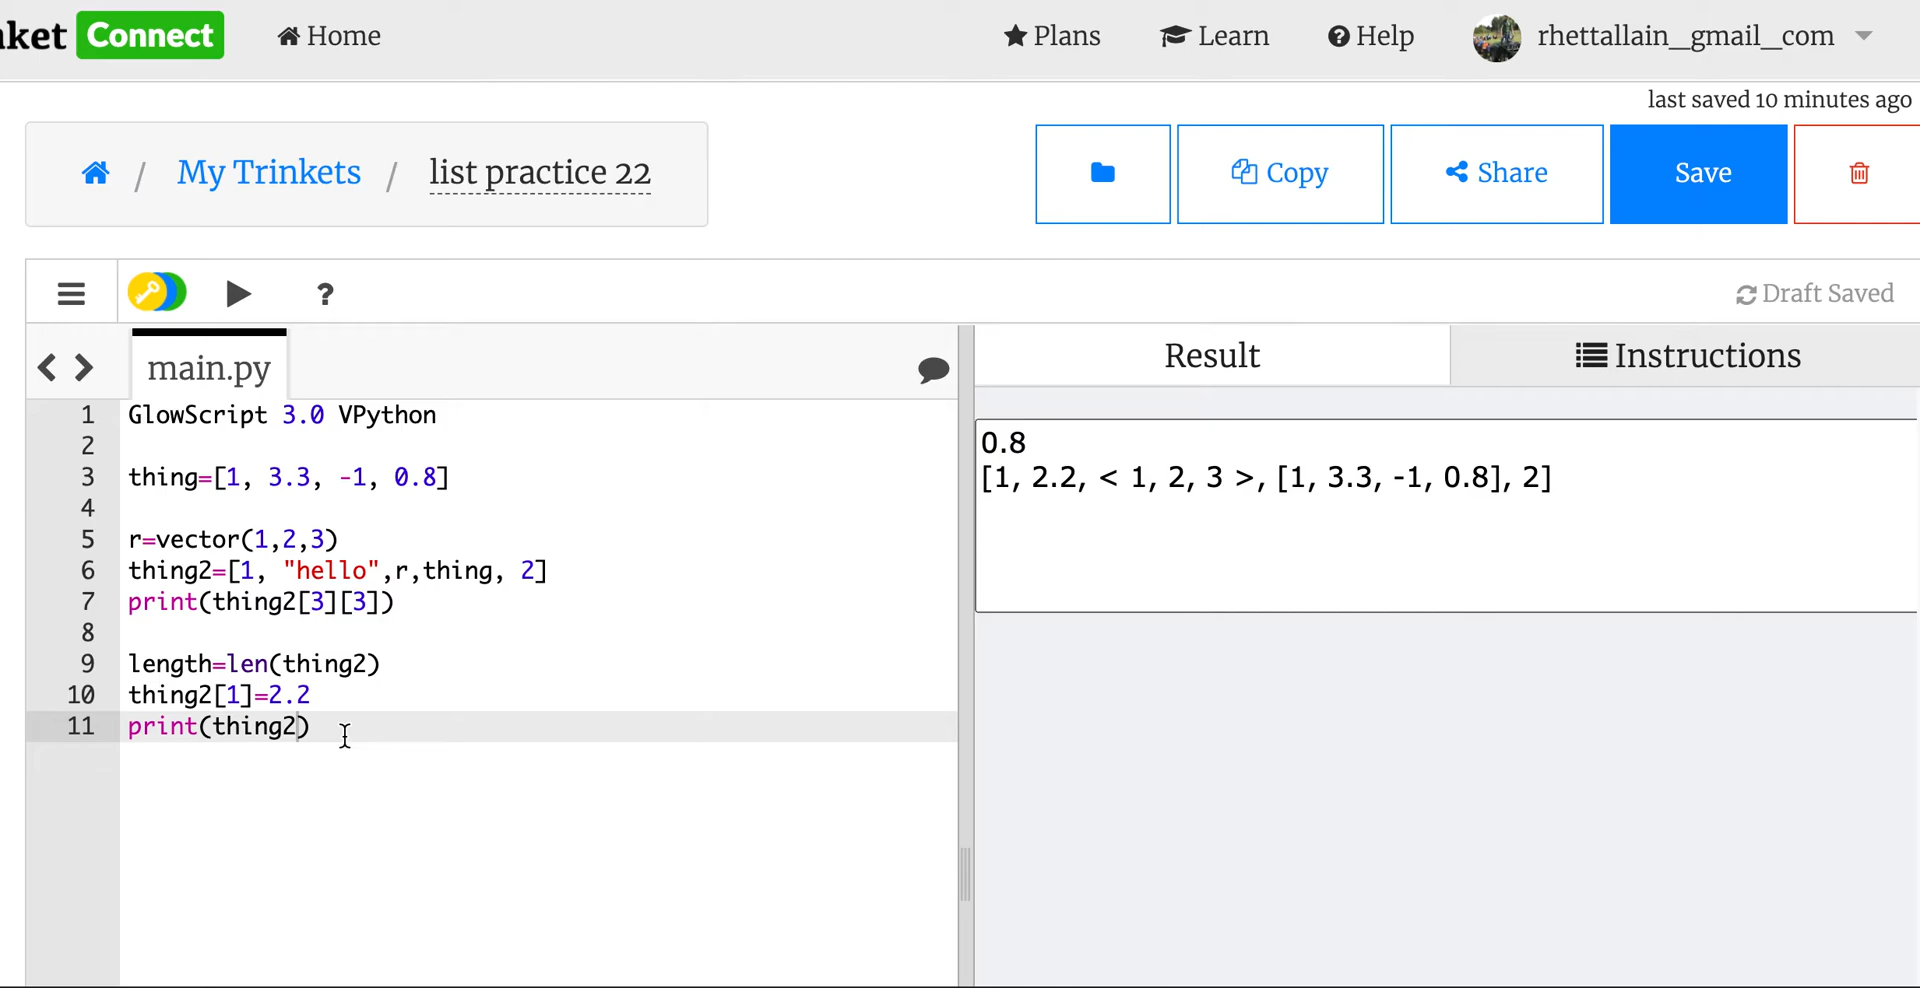 Connect
Home
Plans
Learn
Help
rhettallain_gmail_com
last saved 10 minutes ago
/ My Trinkets / list practice 22
Copy
Share
Save
?
Draft Saved
main.py
Result
Instructions
1 GlowScript 3.0 VPython
2
3 thing=[1, 3.3, -1, 0.8]
4
5 r=vector(1,2,3)
6 thing2=[1, "hello",r,thing, 2]
7 print(thing2[3][3])
8
9 length=len(thing2)
10 thing2[1]=2.2
11 print(thing2)
0.8
[1, 2.2, < 1, 2, 3 >, [1, 3.3, -1, 0.8], 2]